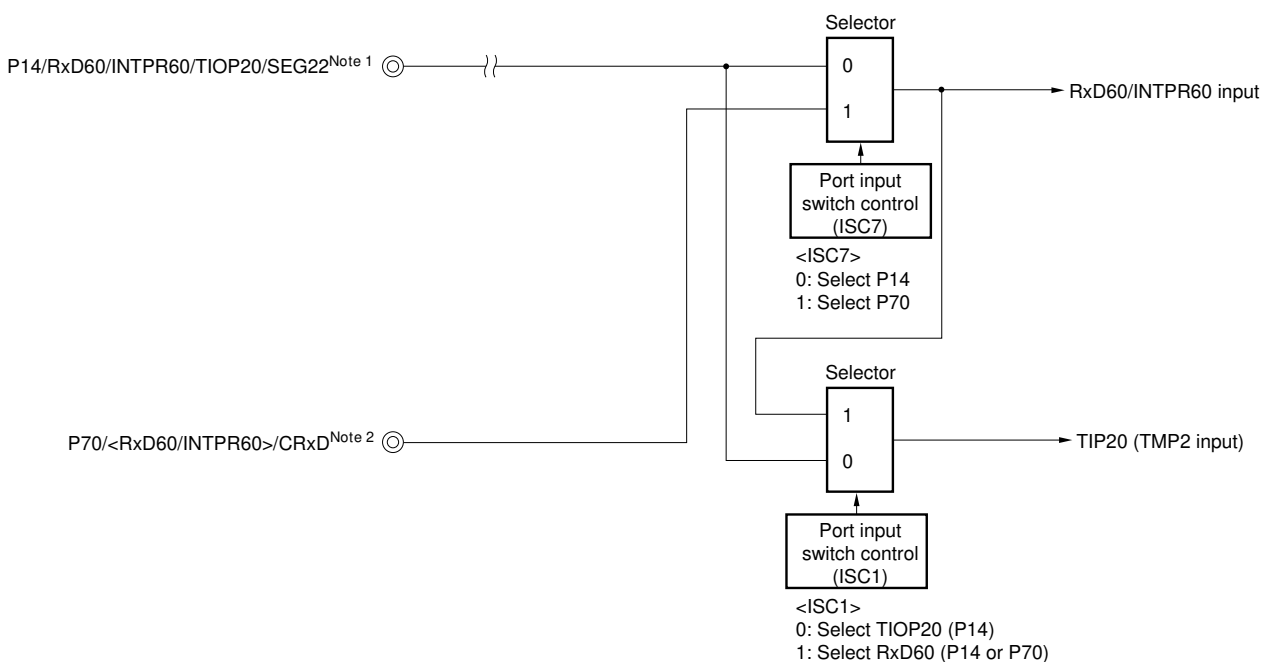 Selector
P14/RxD60/INTPR60/TIOP20/SEG22Note 1
0
RxD60/INTPR60 input
1
Port input
switch control
(ISC7)
<ISC7>
0: Select P14
1: Select P70
Selector
1
P70/<RxD60/INTPR60>/CRxDNote 2
TIP20 (TMP2 input)
0
Port input
switch control
(ISC1)
<ISC1>
0: Select TIOP20 (P14)
1: Select RxD60 (P14 or P70)